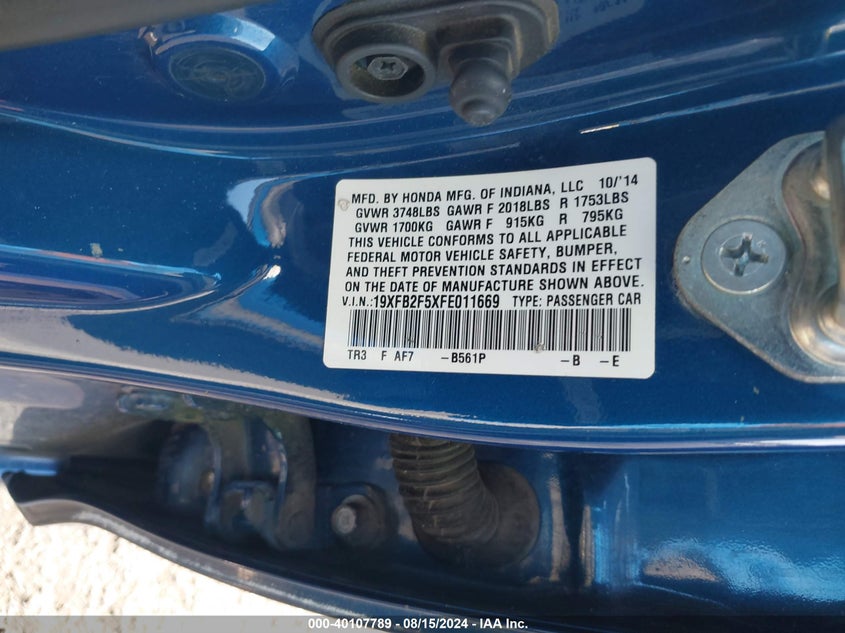 MFD. BY HONDA MFG. OF INDIANA, LLC 10/'14
GVWR 3748LBS GAWR F 2018LBS R 1753LBS
GVWR 1700KG GAWR F 915KG R 795KG
THIS VEHICLE CONFORMS TO ALL APPLICABLE
FEDERAL MOTOR VEHICLE SAFETY, BUMPER,
AND THEFT PREVENTION STANDARDS IN EFFECT
ON THE DATE OF MANUFACTURE SHOWN ABOVE.
V.I.N.:19XFB2F5XFE011669 TYPE: PASSENGER CAR
TR3 F AF7 –B561P –B –E
000-40107789 - 08/15/2024 - IAAI.COM